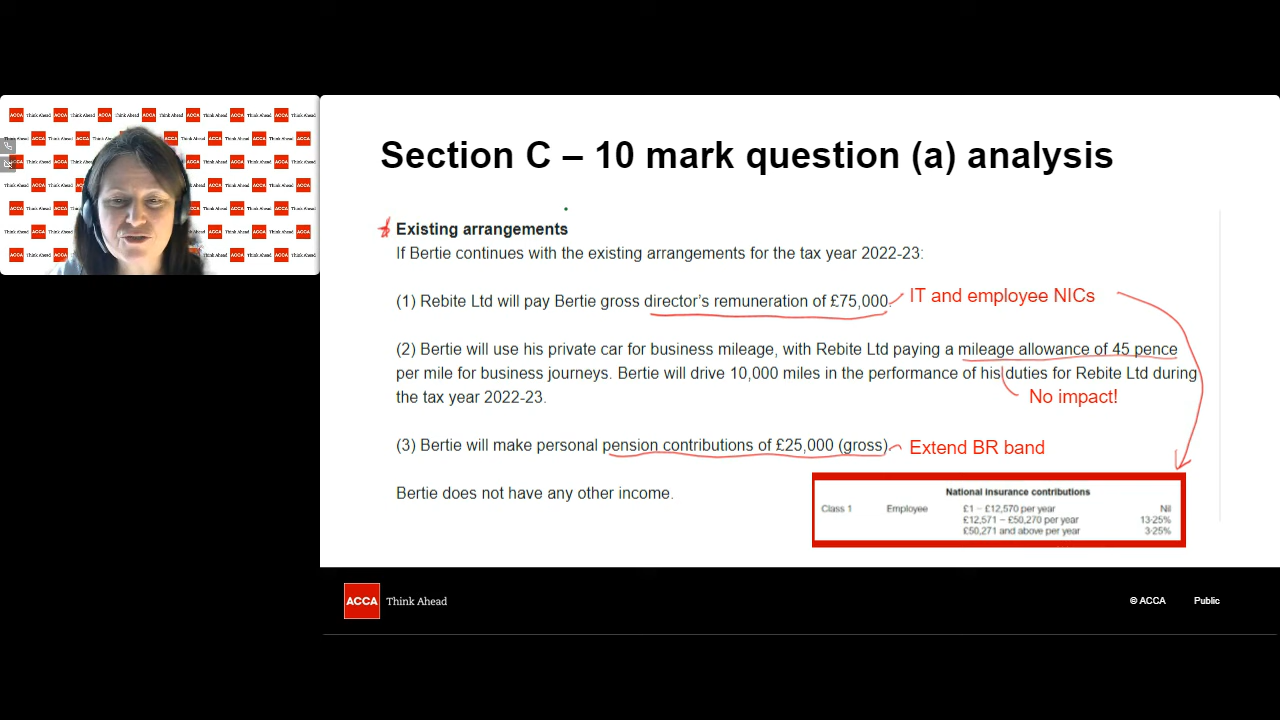 Section C – 10 mark question (a) analysis
Existing arrangements
If Bertie continues with the existing arrangements for the tax year 2022-23:
(1) Rebite Ltd will pay Bertie gross director's remuneration of £75,000. IT and employee NICs
(2) Bertie will use his private car for business mileage, with Rebite Ltd paying a mileage allowance of 45 pence
per mile for business journeys. Bertie will drive 10,000 miles in the performance of his duties for Rebite Ltd during
the tax year 2022-23.
No impact!
(3) Bertie will make personal pension contributions of £25,000 (gross). Extend BR band
Bertie does not have any other income.
National insurance contributions
Class 1 Employee £1 – £12,570 per year Nil
£12,571 – £50,270 per year 13·25%
£50,271 and above per year 3·25%
ACCA Think Ahead
© ACCA Public